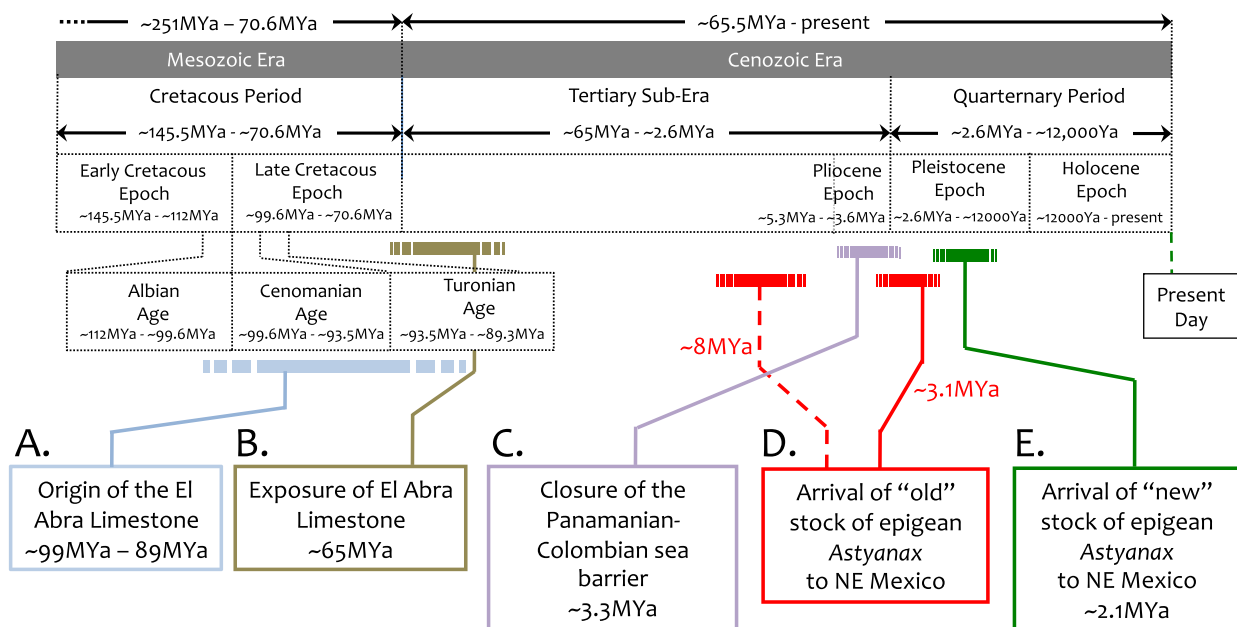 ~251MYa – 70.6MYa
~65.5MYa - present
Mesozoic Era
Cenozoic Era
Cretacous Period
Tertiary Sub-Era
Quarternary Period
~145.5MYa - ~70.6MYa
~65MYa - ~2.6MYa
~2.6MYa - ~12,000Ya
Early Cretacous
Epoch
~145.5MYa - ~112MYa
Late Cretacous
Epoch
~99.6MYa - ~70.6MYa
Pliocene
Epoch
~5.3MYa - ~3.6MYa
Pleistocene
Epoch
~2.6MYa - ~12000Ya
Holocene
Epoch
~12000Ya - present
Albian
Age
~112MYa - ~99.6MYa
Cenomanian
Age
~99.6MYa - ~93.5MYa
Turonian
Age
~93.5MYa - ~89.3MYa
Present
Day
~8MYa
~3.1MYa
A.
Origin of the El
Abra Limestone
~99MYa – 89MYa
B.
Exposure of El Abra
Limestone
~65MYa
C.
Closure of the
Panamanian-
Colombian sea
barrier
~3.3MYa
D.
Arrival of “old”
stock of epigean
Astyanax
to NE Mexico
E.
Arrival of “new”
stock of epigean
Astyanax
to NE Mexico
~2.1MYa